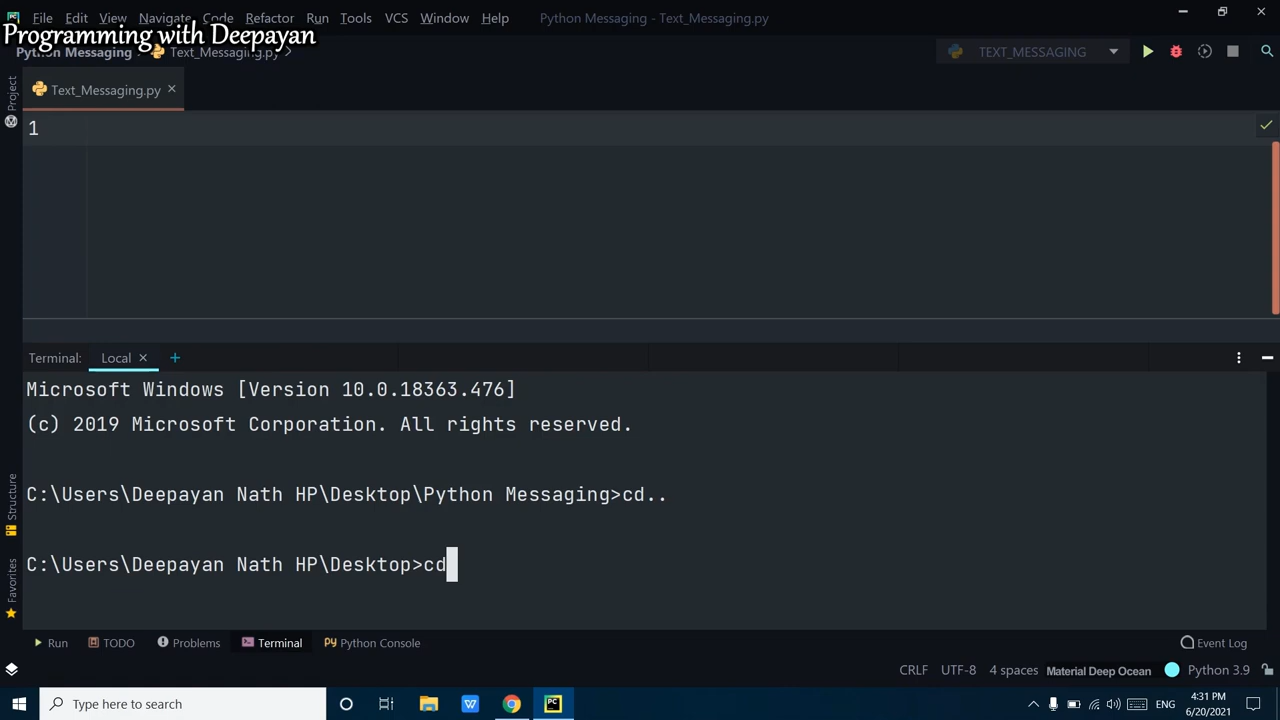 File Edit View Navigate Code Refactor Run Tools VCS Window Help Python Messaging - Text_Messaging.py
Programming with Deepayan
Python Messaging Text_Messaging.py TEXT_MESSAGING
Project
Text_Messaging.py
1
Terminal: Local +
Microsoft Windows [Version 10.0.18363.476]
(c) 2019 Microsoft Corporation. All rights reserved.
C:\Users\Deepayan Nath HP\Desktop\Python Messaging>cd..
C:\Users\Deepayan Nath HP\Desktop>cd
Structure
Favorites
Run TODO Problems Terminal Python Console Event Log
CRLF UTF-8 4 spaces Material Deep Ocean Python 3.9
Type here to search
ENG
4:31 PM
6/20/2021